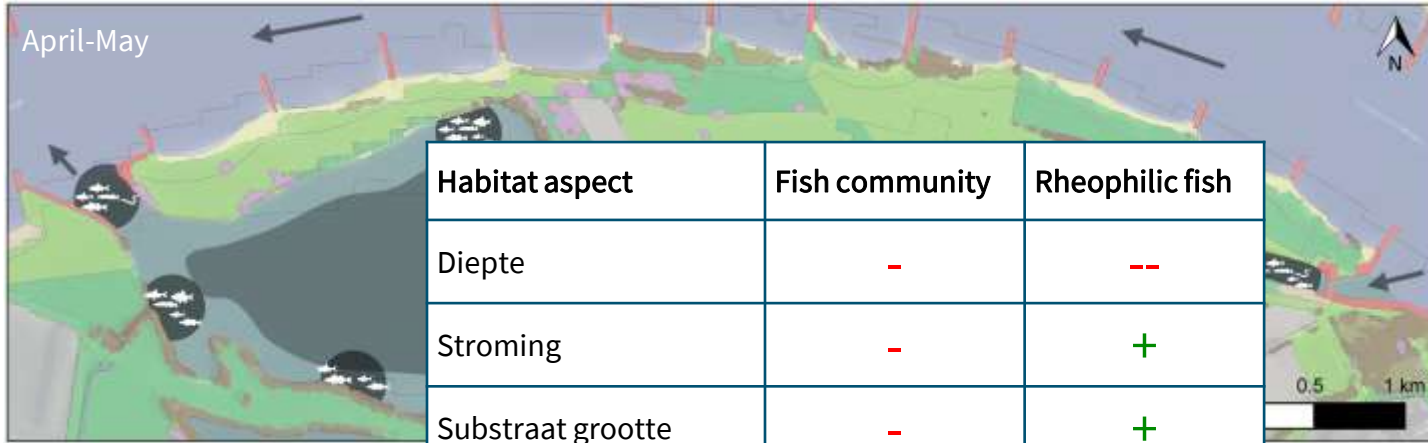 April-May
N
Habitat aspect Fish community Rheophilic fish
Diepte - --
Stroming - +
Substraat grootte - +
0.5 1 km